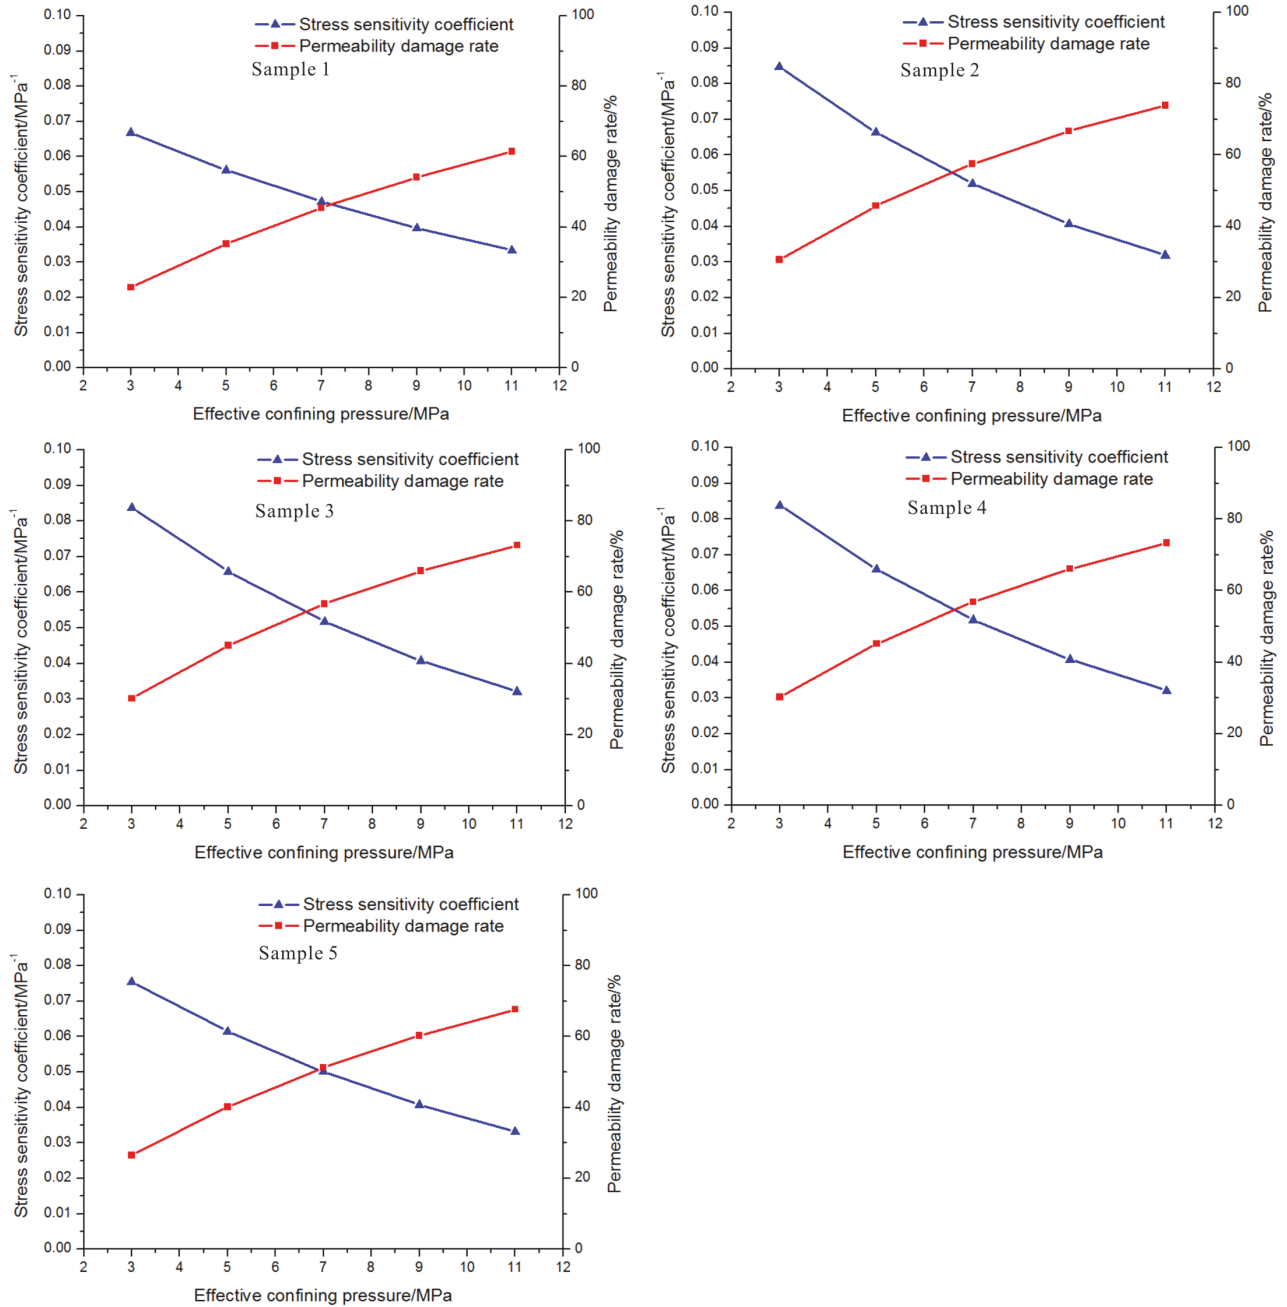 Stress sensitivity coefficient
Permeability damage rate
Sample 1
Stress sensitivity coefficient/MPa⁻¹
0.10
0.09
0.08
0.07
0.06
0.05
0.04
0.03
0.02
0.01
0.00
100
80
60
40
20
0
Permeability damage rate/%
2 3 4 5 6 7 8 9 10 11 12
Effective confining pressure/MPa
Stress sensitivity coefficient
Permeability damage rate
Sample 2
Stress sensitivity coefficient/MPa⁻¹
0.10
0.09
0.08
0.07
0.06
0.05
0.04
0.03
0.02
0.01
0.00
100
80
60
40
20
0
Permeability damage rate/%
2 3 4 5 6 7 8 9 10 11 12
Effective confining pressure/MPa
Stress sensitivity coefficient
Permeability damage rate
Sample 3
Stress sensitivity coefficient/MPa⁻¹
0.10
0.09
0.08
0.07
0.06
0.05
0.04
0.03
0.02
0.01
0.00
100
80
60
40
20
0
Permeability damage rate/%
2 3 4 5 6 7 8 9 10 11 12
Effective confining pressure/MPa
Stress sensitivity coefficient
Permeability damage rate
Sample 4
Stress sensitivity coefficient/MPa⁻¹
0.10
0.09
0.08
0.07
0.06
0.05
0.04
0.03
0.02
0.01
0.00
100
80
60
40
20
0
Permeability damage rate%
2 3 4 5 6 7 8 9 10 11 12
Effective confining pressure/MPa
Stress sensitivity coefficient
Permeability damage rate
Sample 5
Stress sensitivity coefficient/MPa⁻¹
0.10
0.09
0.08
0.07
0.06
0.05
0.04
0.03
0.02
0.01
0.00
100
80
60
40
20
0
Permeability damage rate/%
2 3 4 5 6 7 8 9 10 11 12
Effective confining pressure/MPa